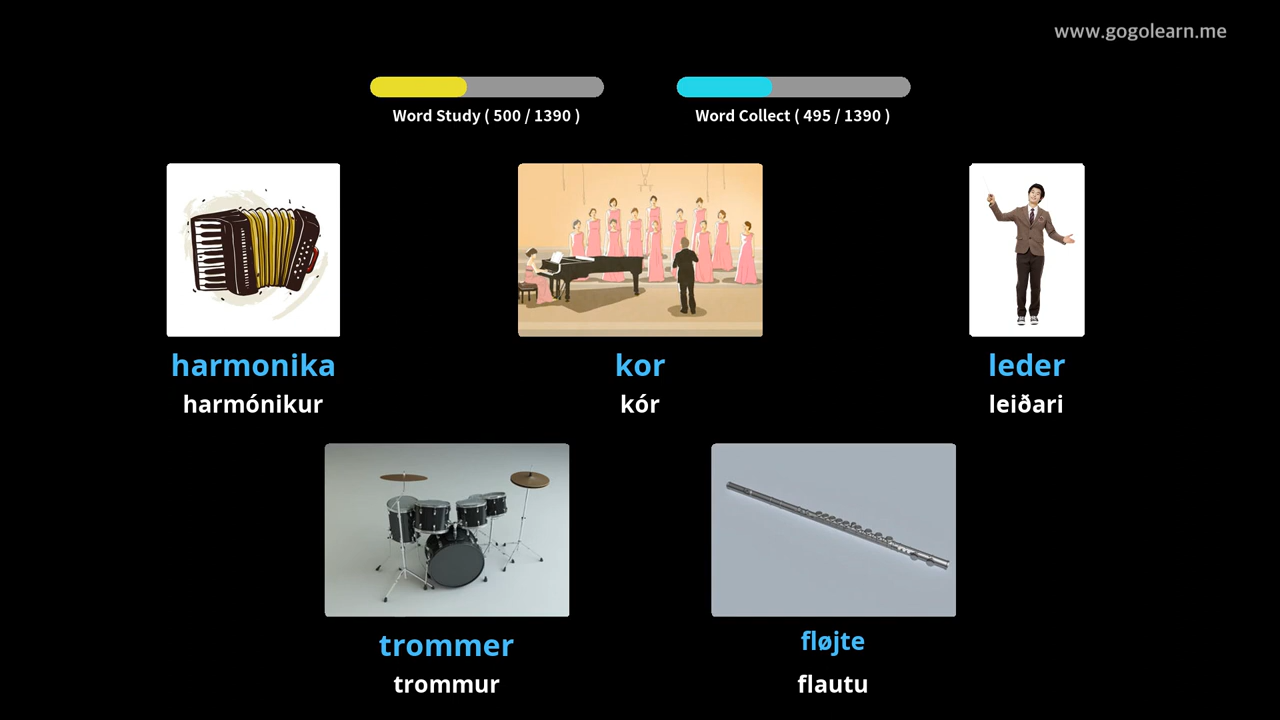 www.gogolearn.me
Word Study ( 500 / 1390 )
Word Collect ( 495 / 1390 )
harmonika
harmónikur
kor
kór
leder
leiðari
trommer
trommur
fløjte
flautu